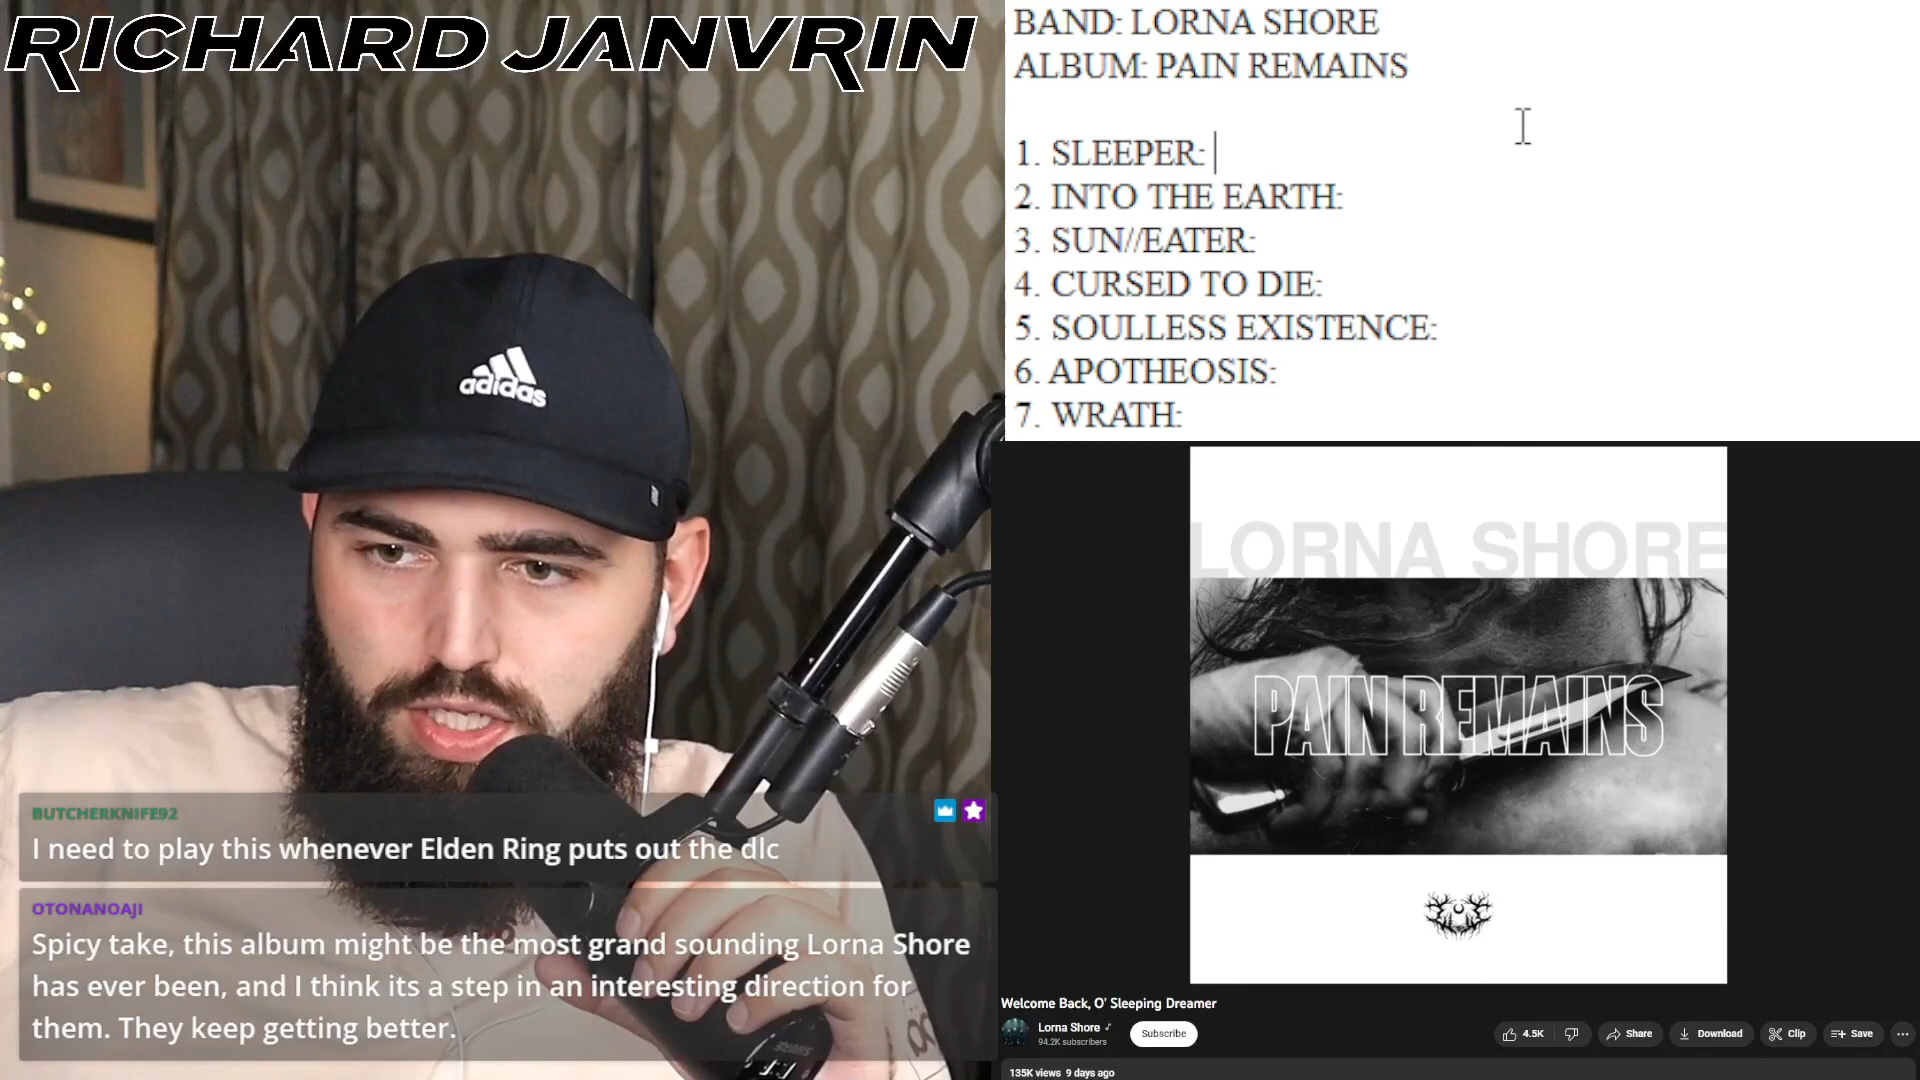 RICHARD JANVRIN
adidas
BUTCHERKNIFE92
I need to play this whenever Elden Ring puts out the dlc
OTONANOAJI
Spicy take, this album might be the most grand sounding Lorna Shore
has ever been, and I think its a step in an interesting direction for
them. They keep getting better.
SHURE
BAND: LORNA SHORE
ALBUM: PAIN REMAINS
1. SLEEPER:
2. INTO THE EARTH:
3. SUN//EATER:
4. CURSED TO DIE:
5. SOULLESS EXISTENCE:
6. APOTHEOSIS:
7. WRATH:
LORNA SHORE
PAIN REMAINS
Welcome Back, O' Sleeping Dreamer
Lorna Shore
94.2K subscribers
Subscribe
4.5K
Share
Download
Clip
Save
135K views 9 days ago